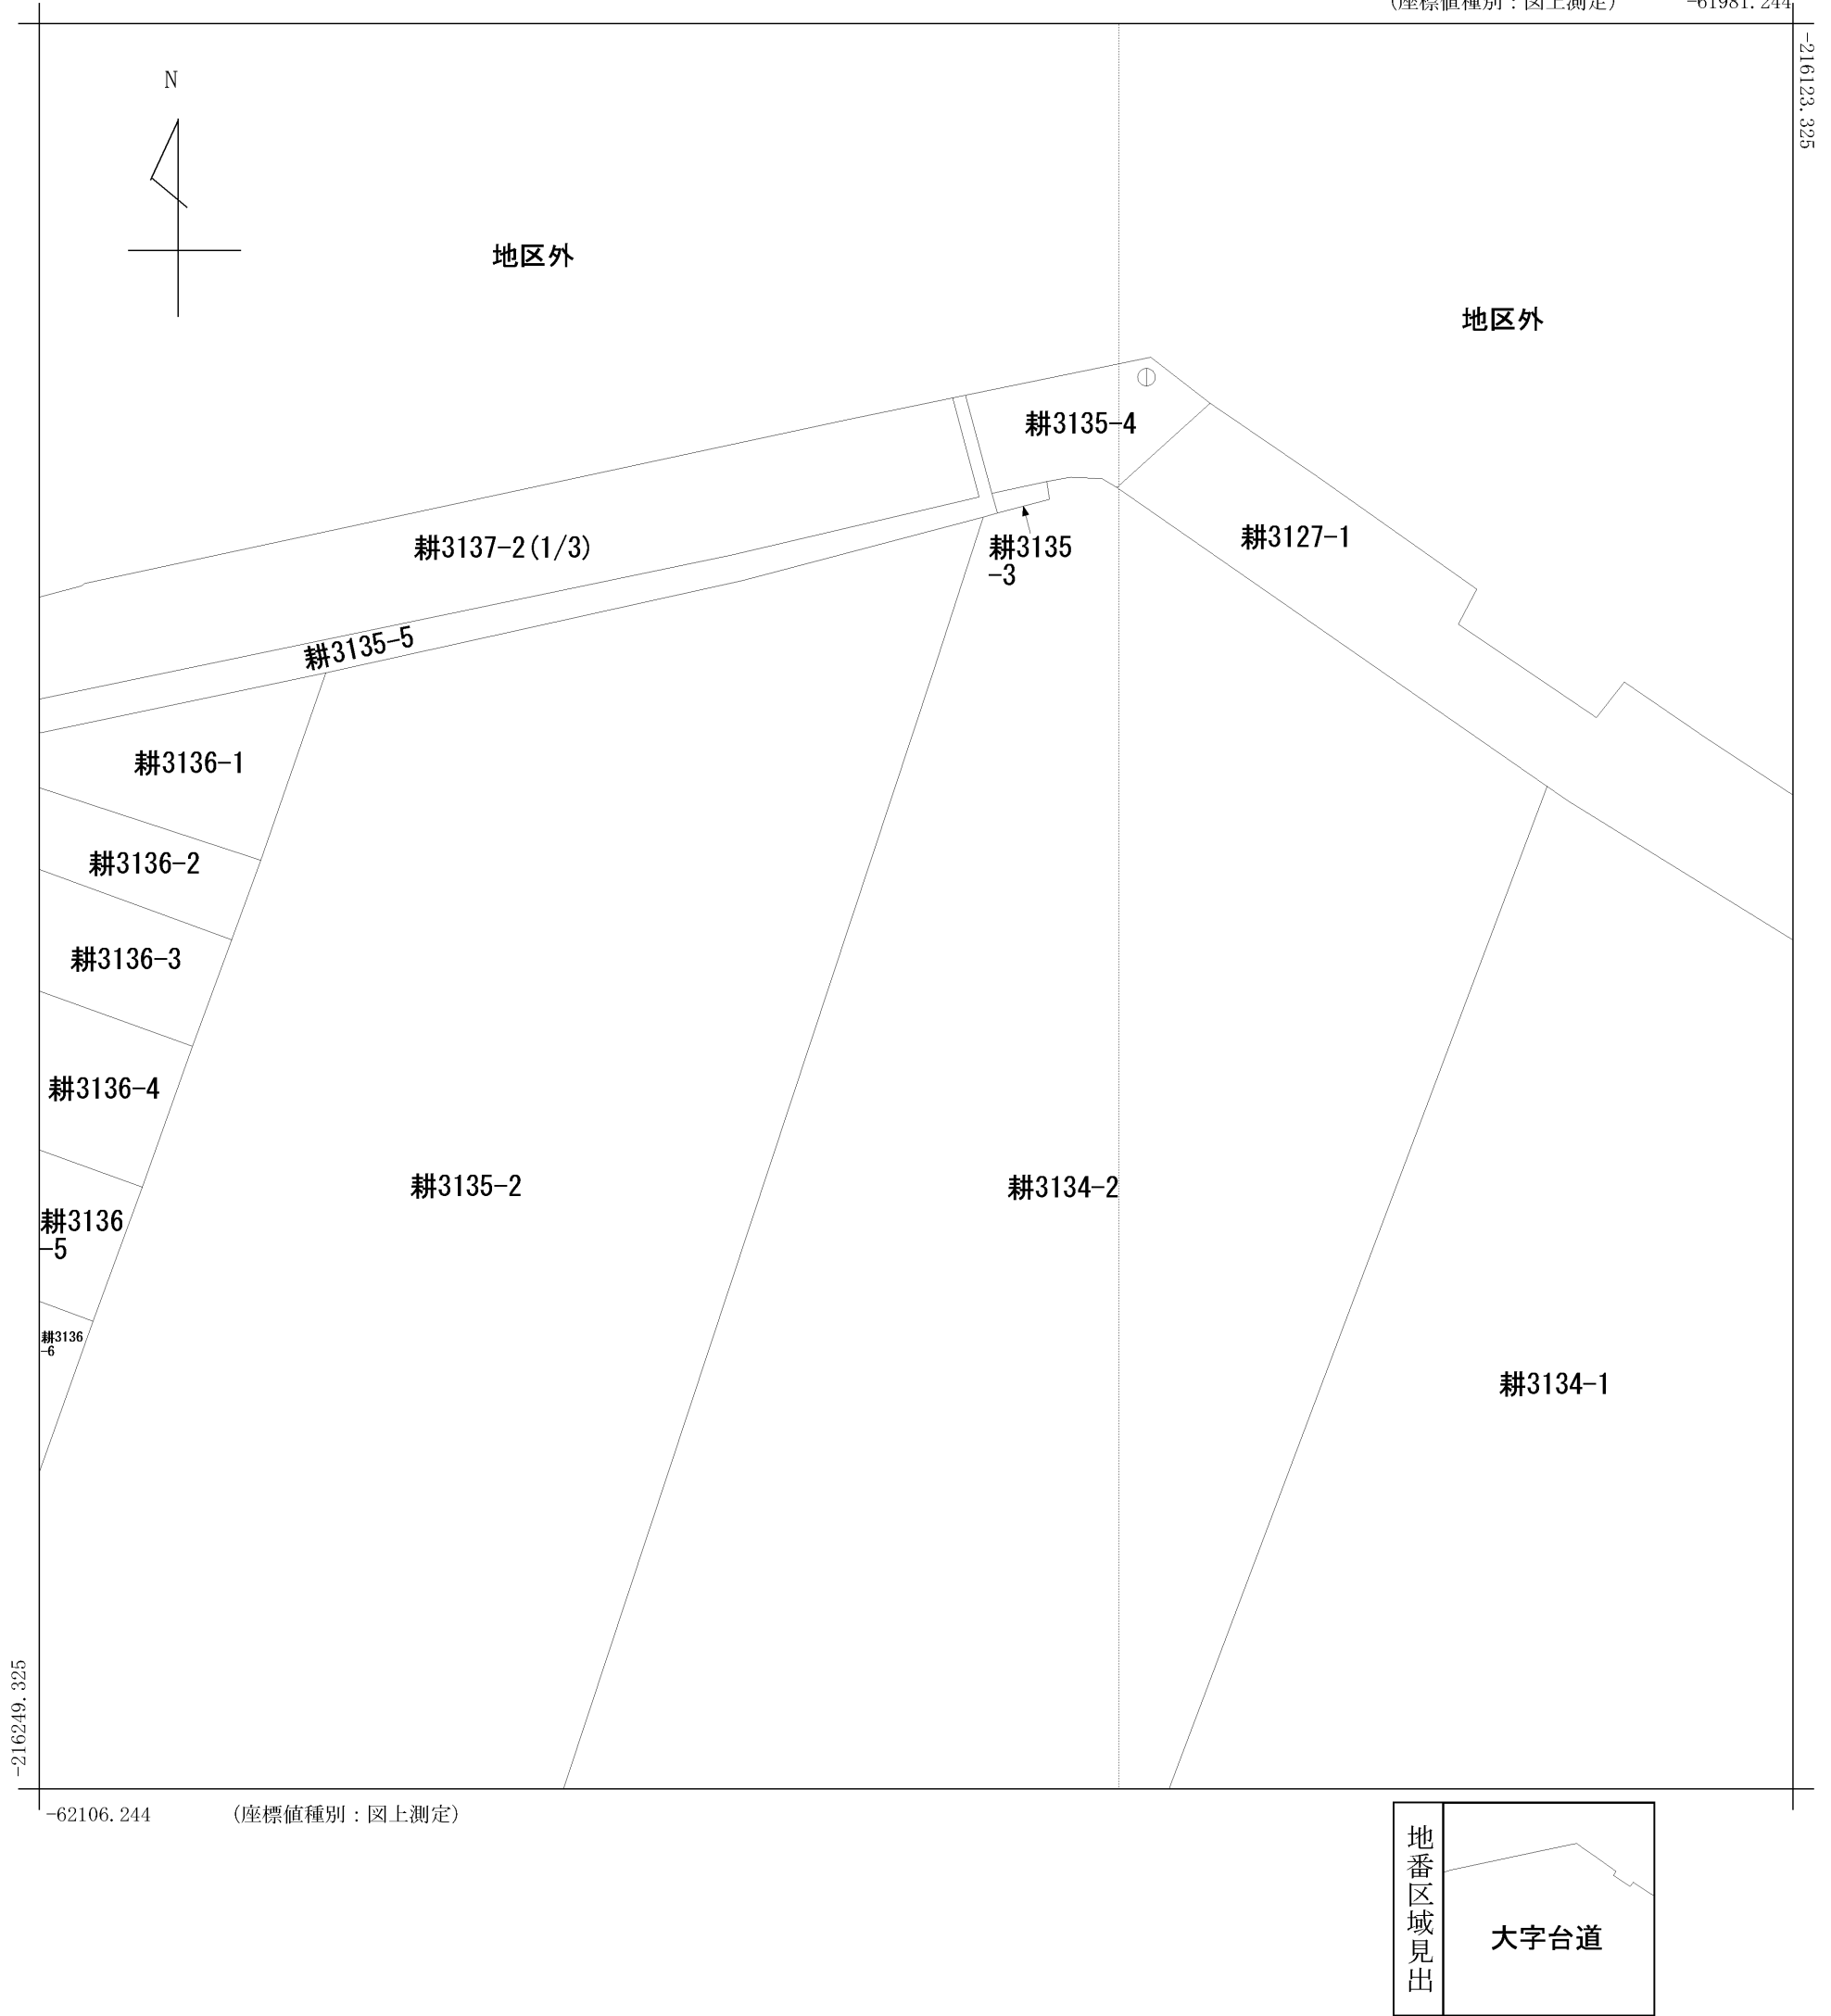 (座標値種別：図上測定)
-61981.244
-216123.325
N
地区外
地区外
耕3135-4
耕3127-1
耕3137-2(1/3)
耕3135
-3
耕3135-5
耕3136-1
耕3136-2
耕3136-3
耕3136-4
耕3135-2
耕3134-2
耕3136
-5
耕3136
-6
耕3134-1
-216249.325
-62106.244
(座標値種別：図上測定)
地番区域見出
大字台道